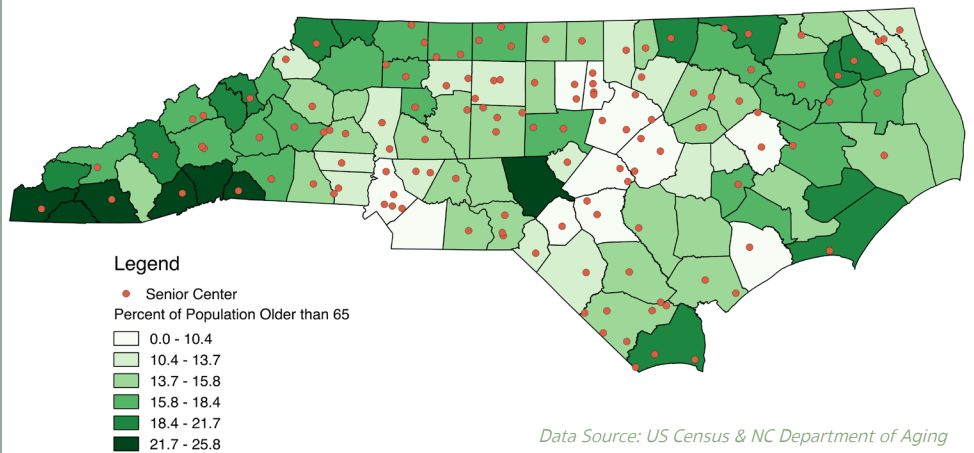 Legend
Senior Center
Percent of Population Older than 65
0.0 - 10.4
10.4 - 13.7
13.7 - 15.8
15.8 - 18.4
18.4 - 21.7
21.7 - 25.8
Data Source: US Census & NC Department of Aging